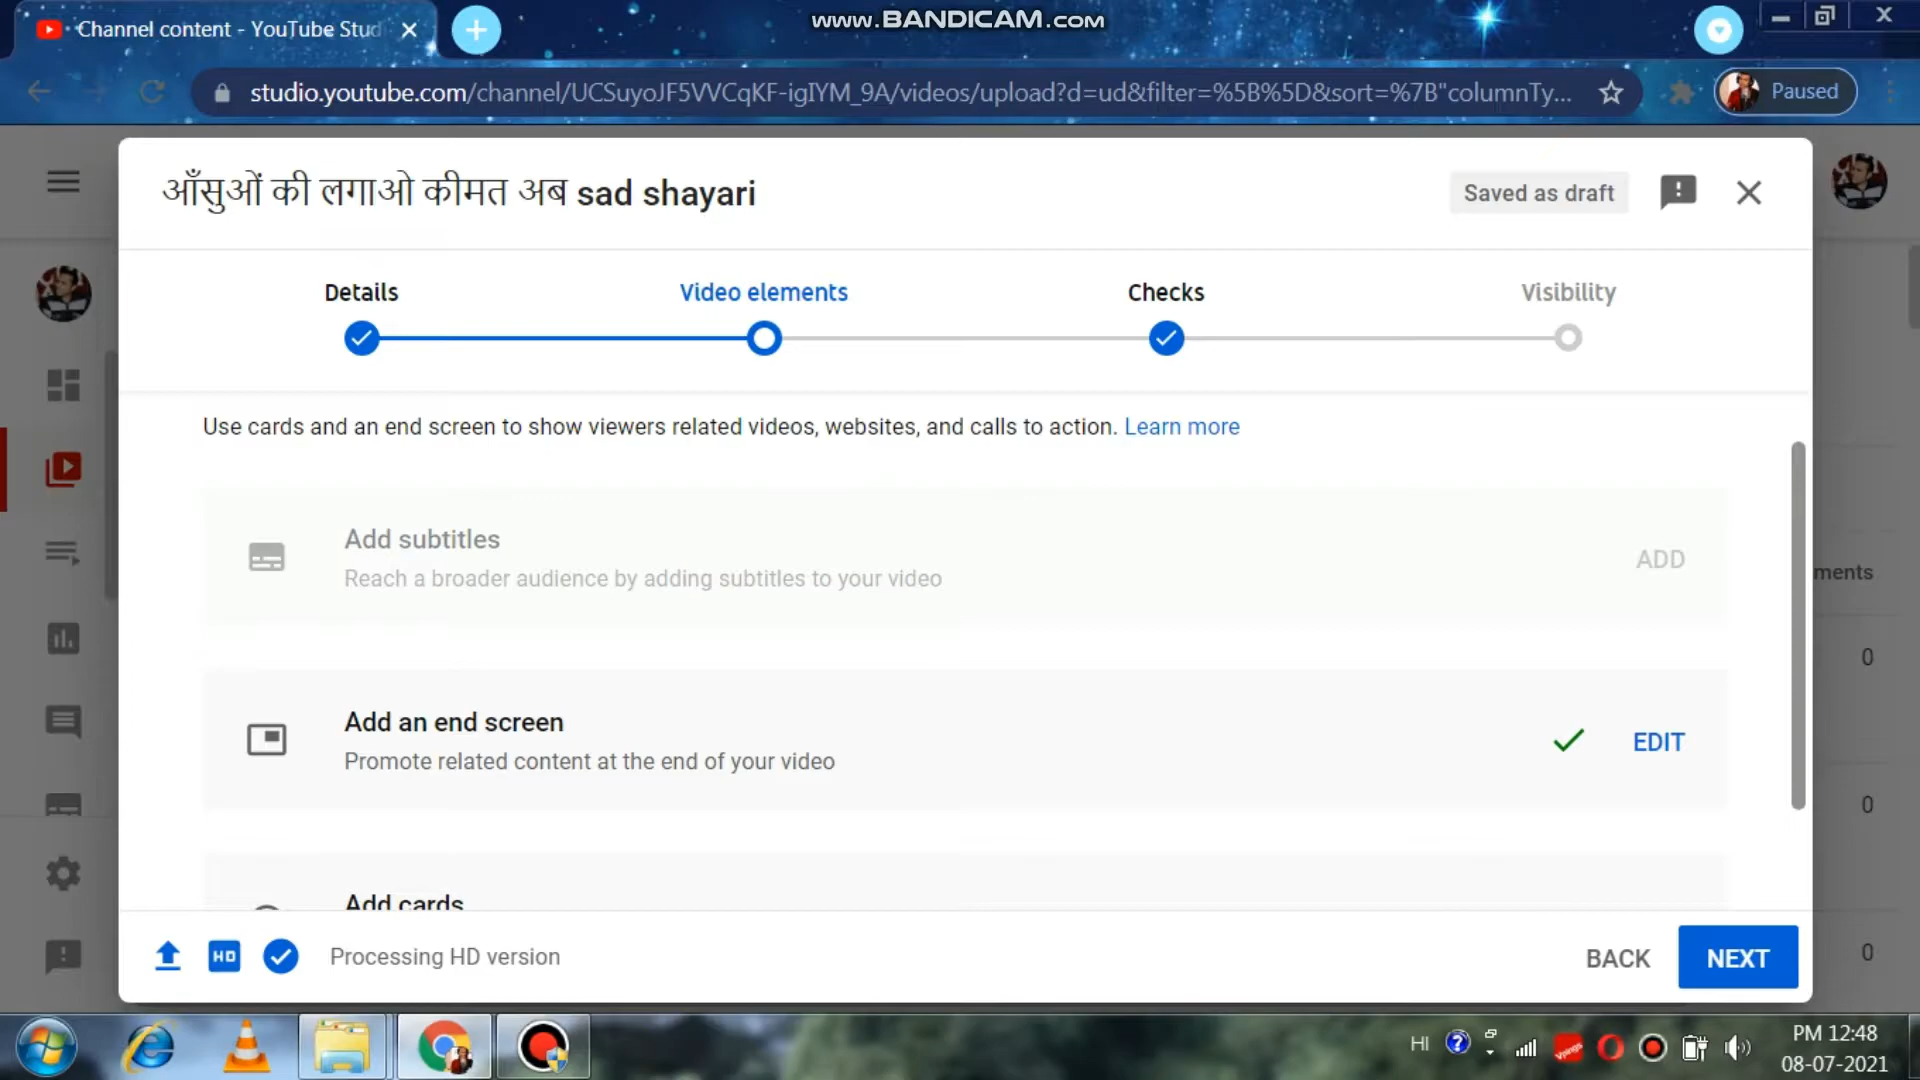 www.BANDICAM.com
Channel content - YouTube Stud
studio.youtube.com/channel/UCSuyoJF5VVCqKF-igIYM_9A/videos/upload?d=ud&filter=%5B%5D&sort=%7B"columnTy...
Paused
आँसुओं की लगाओ कीमत अब sad shayari
Saved as draft
Details
Video elements
Checks
Visibility
Use cards and an end screen to show viewers related videos, websites, and calls to action. Learn more
Add subtitles
Reach a broader audience by adding subtitles to your video
ADD
ments
0
Add an end screen
Promote related content at the end of your video
EDIT
0
Add cards
HD
Processing HD version
BACK
NEXT
0
HI
PM 12:48
08-07-2021